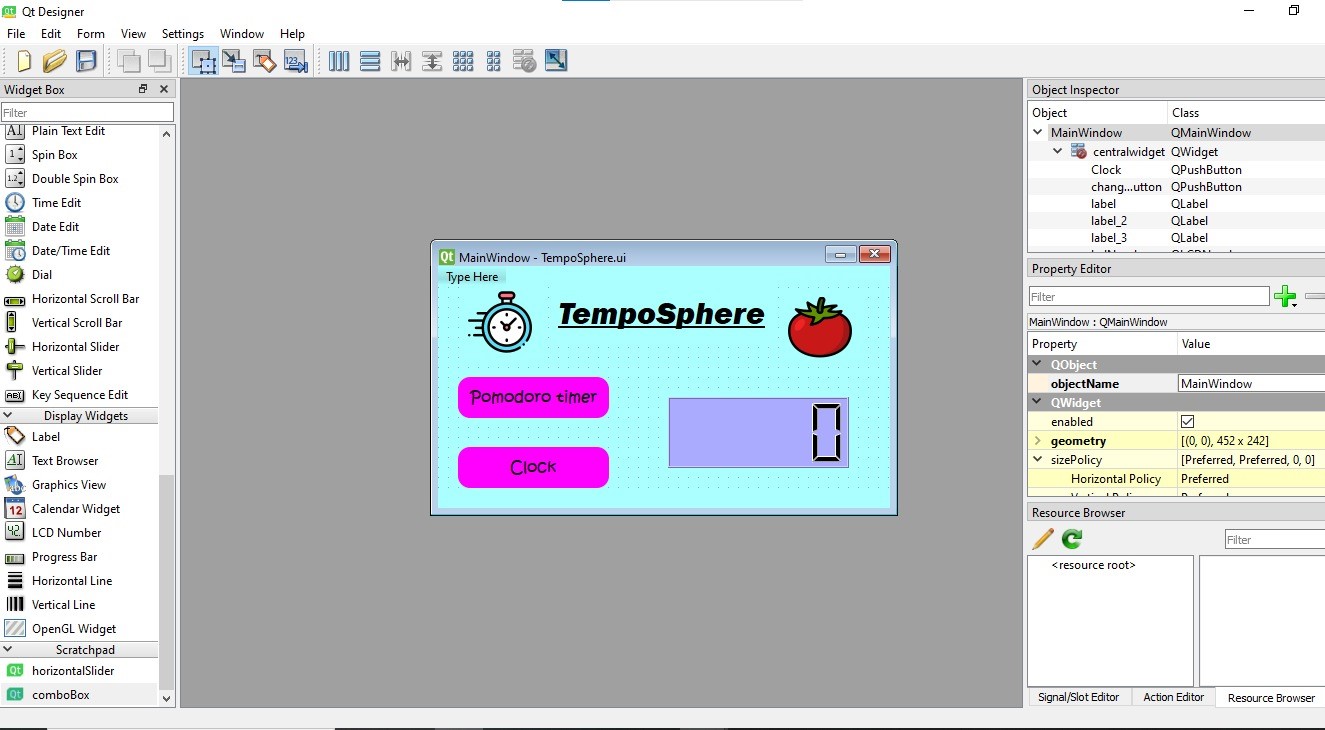 Qt Designer
File Edit Form View Settings Window Help
Widget Box
Filter
Plain Text Edit
Spin Box
Double Spin Box
Time Edit
Date Edit
Date/Time Edit
Dial
Horizontal Scroll Bar
Vertical Scroll Bar
Horizontal Slider
Vertical Slider
Key Sequence Edit
Display Widgets
Label
Text Browser
Graphics View
Calendar Widget
LCD Number
Progress Bar
Horizontal Line
Vertical Line
OpenGL Widget
Scratchpad
horizontalSlider
comboBox
MainWindow - TempoSphere.ui
Type Here
TempoSphere
Pomodoro timer
Clock
0
Object Inspector
Object Class
MainWindow QMainWindow
centralwidget QWidget
Clock QPushButton
chang...utton QPushButton
label QLabel
label_2 QLabel
label_3 QLabel
Property Editor
Filter
MainWindow : QMainWindow
Property Value
QObject
objectName MainWindow
QWidget
enabled
geometry [(0, 0), 452 x 242]
sizePolicy [Preferred, Preferred, 0, 0]
Horizontal Policy Preferred
Resource Browser
Filter
<resource root>
Signal/Slot Editor Action Editor Resource Browser